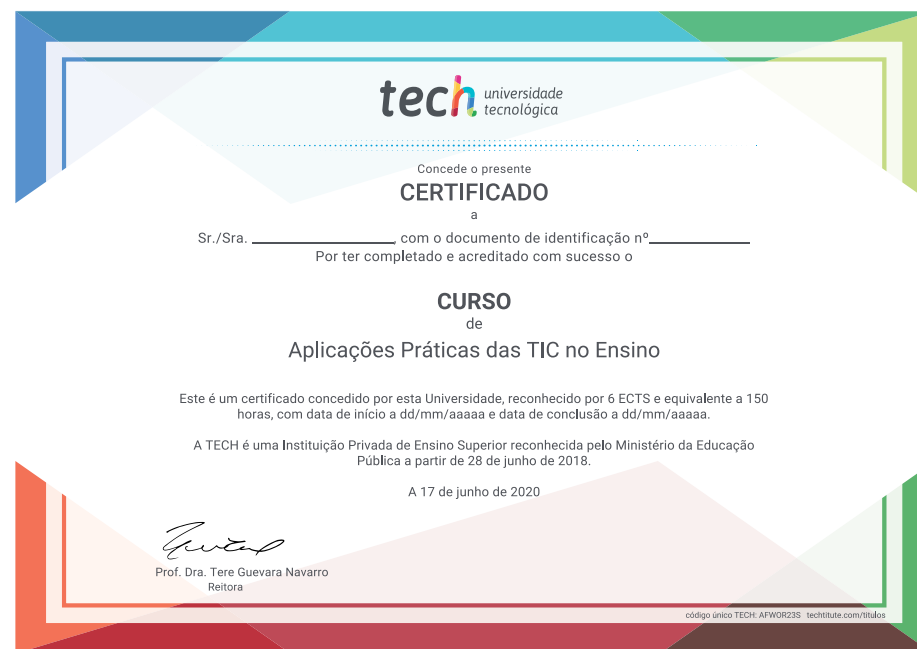 tech universidade
tecnológica
Concede o presente
CERTIFICADO
a
Sr./Sra. ____________, com o documento de identificação nº____________
Por ter completado e acreditado com sucesso o
CURSO
de
Aplicações Práticas das TIC no Ensino
Este é um certificado concedido por esta Universidade, reconhecido por 6 ECTS e equivalente a 150
horas, com data de início a dd/mm/aaaaa e data de conclusão a dd/mm/aaaaa.
A TECH é uma Instituição Privada de Ensino Superior reconhecida pelo Ministério da Educação
Pública a partir de 28 de junho de 2018.
A 17 de junho de 2020
Prof. Dra. Tere Guevara Navarro
Reitora
código único TECH: AFWOR23S techtitute.com/titulos